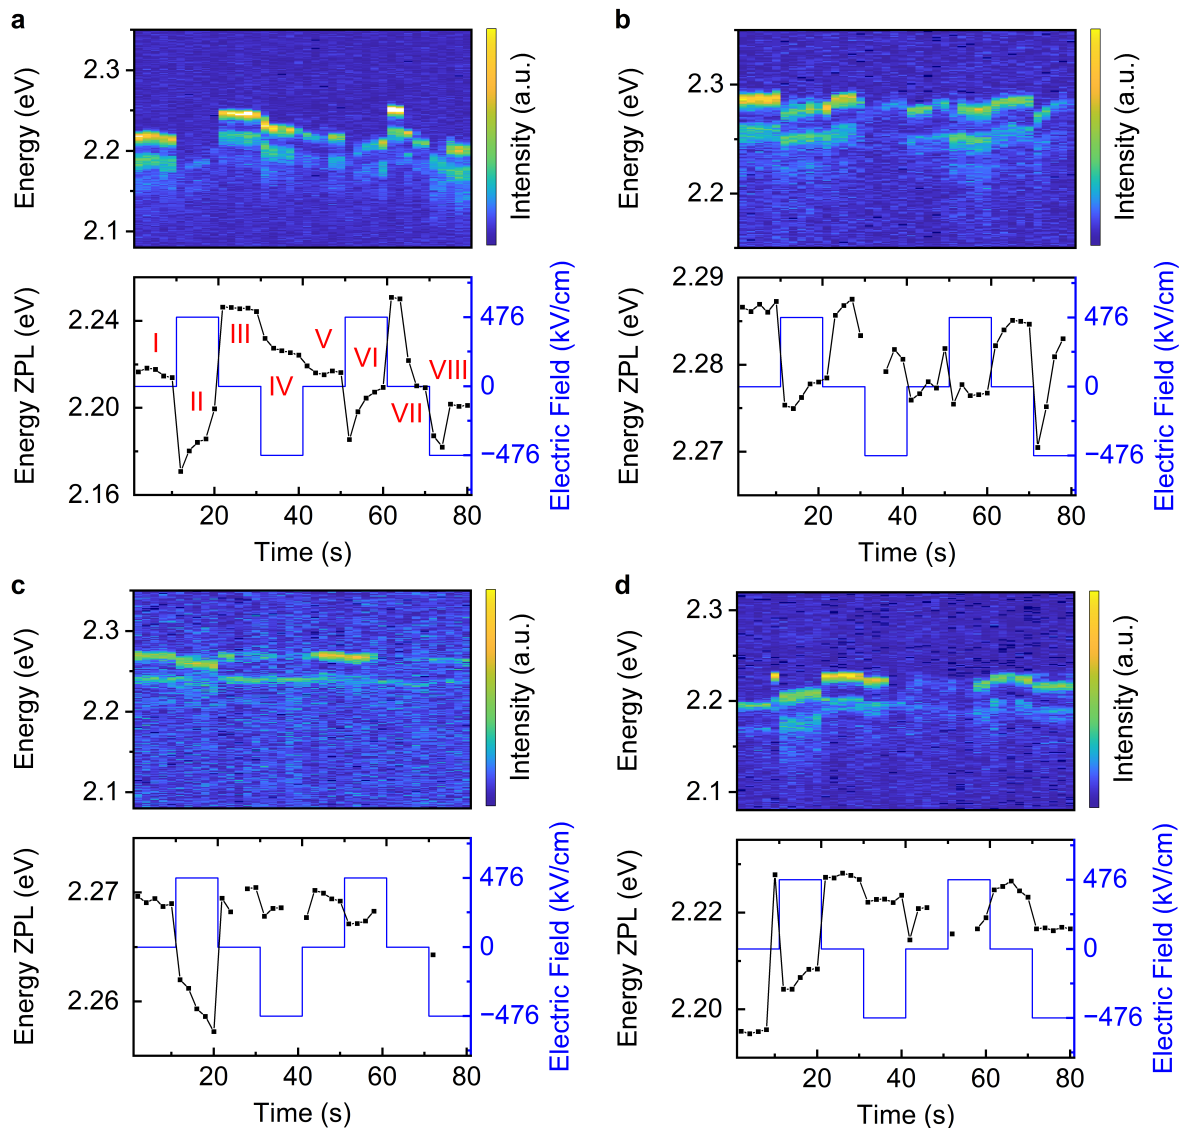 a
Energy (eV)
2.3
2.2
2.1
Intensity (a.u.)
Energy ZPL (eV)
2.24
2.20
2.16
I
II
III
IV
V
VI
VII
VIII
476
0
−476
Electric Field (kV/cm)
20
40
60
80
Time (s)
b
Energy (eV)
2.3
2.2
Intensity (a.u.)
Energy ZPL (eV)
2.29
2.28
2.27
476
0
−476
Electric Field (kV/cm)
20
40
60
80
Time (s)
c
Energy (eV)
2.3
2.2
2.1
Intensity (a.u.)
Energy ZPL (eV)
2.27
2.26
476
0
−476
Electric Field (kV/cm)
20
40
60
80
Time (s)
d
Energy (eV)
2.3
2.2
2.1
Intensity (a.u.)
Energy ZPL (eV)
2.22
2.20
476
0
−476
Electric Field (kV/cm)
20
40
60
80
Time (s)